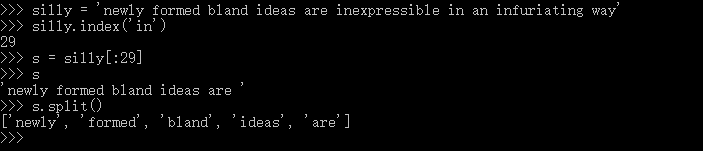 >>> silly = 'newly formed bland ideas are inexpressible in an infuriating way'
>>> silly.index('in')
29
>>> s = silly[:29]
>>> s
'newly formed bland ideas are '
>>> s.split()
['newly', 'formed', 'bland', 'ideas', 'are']
>>>